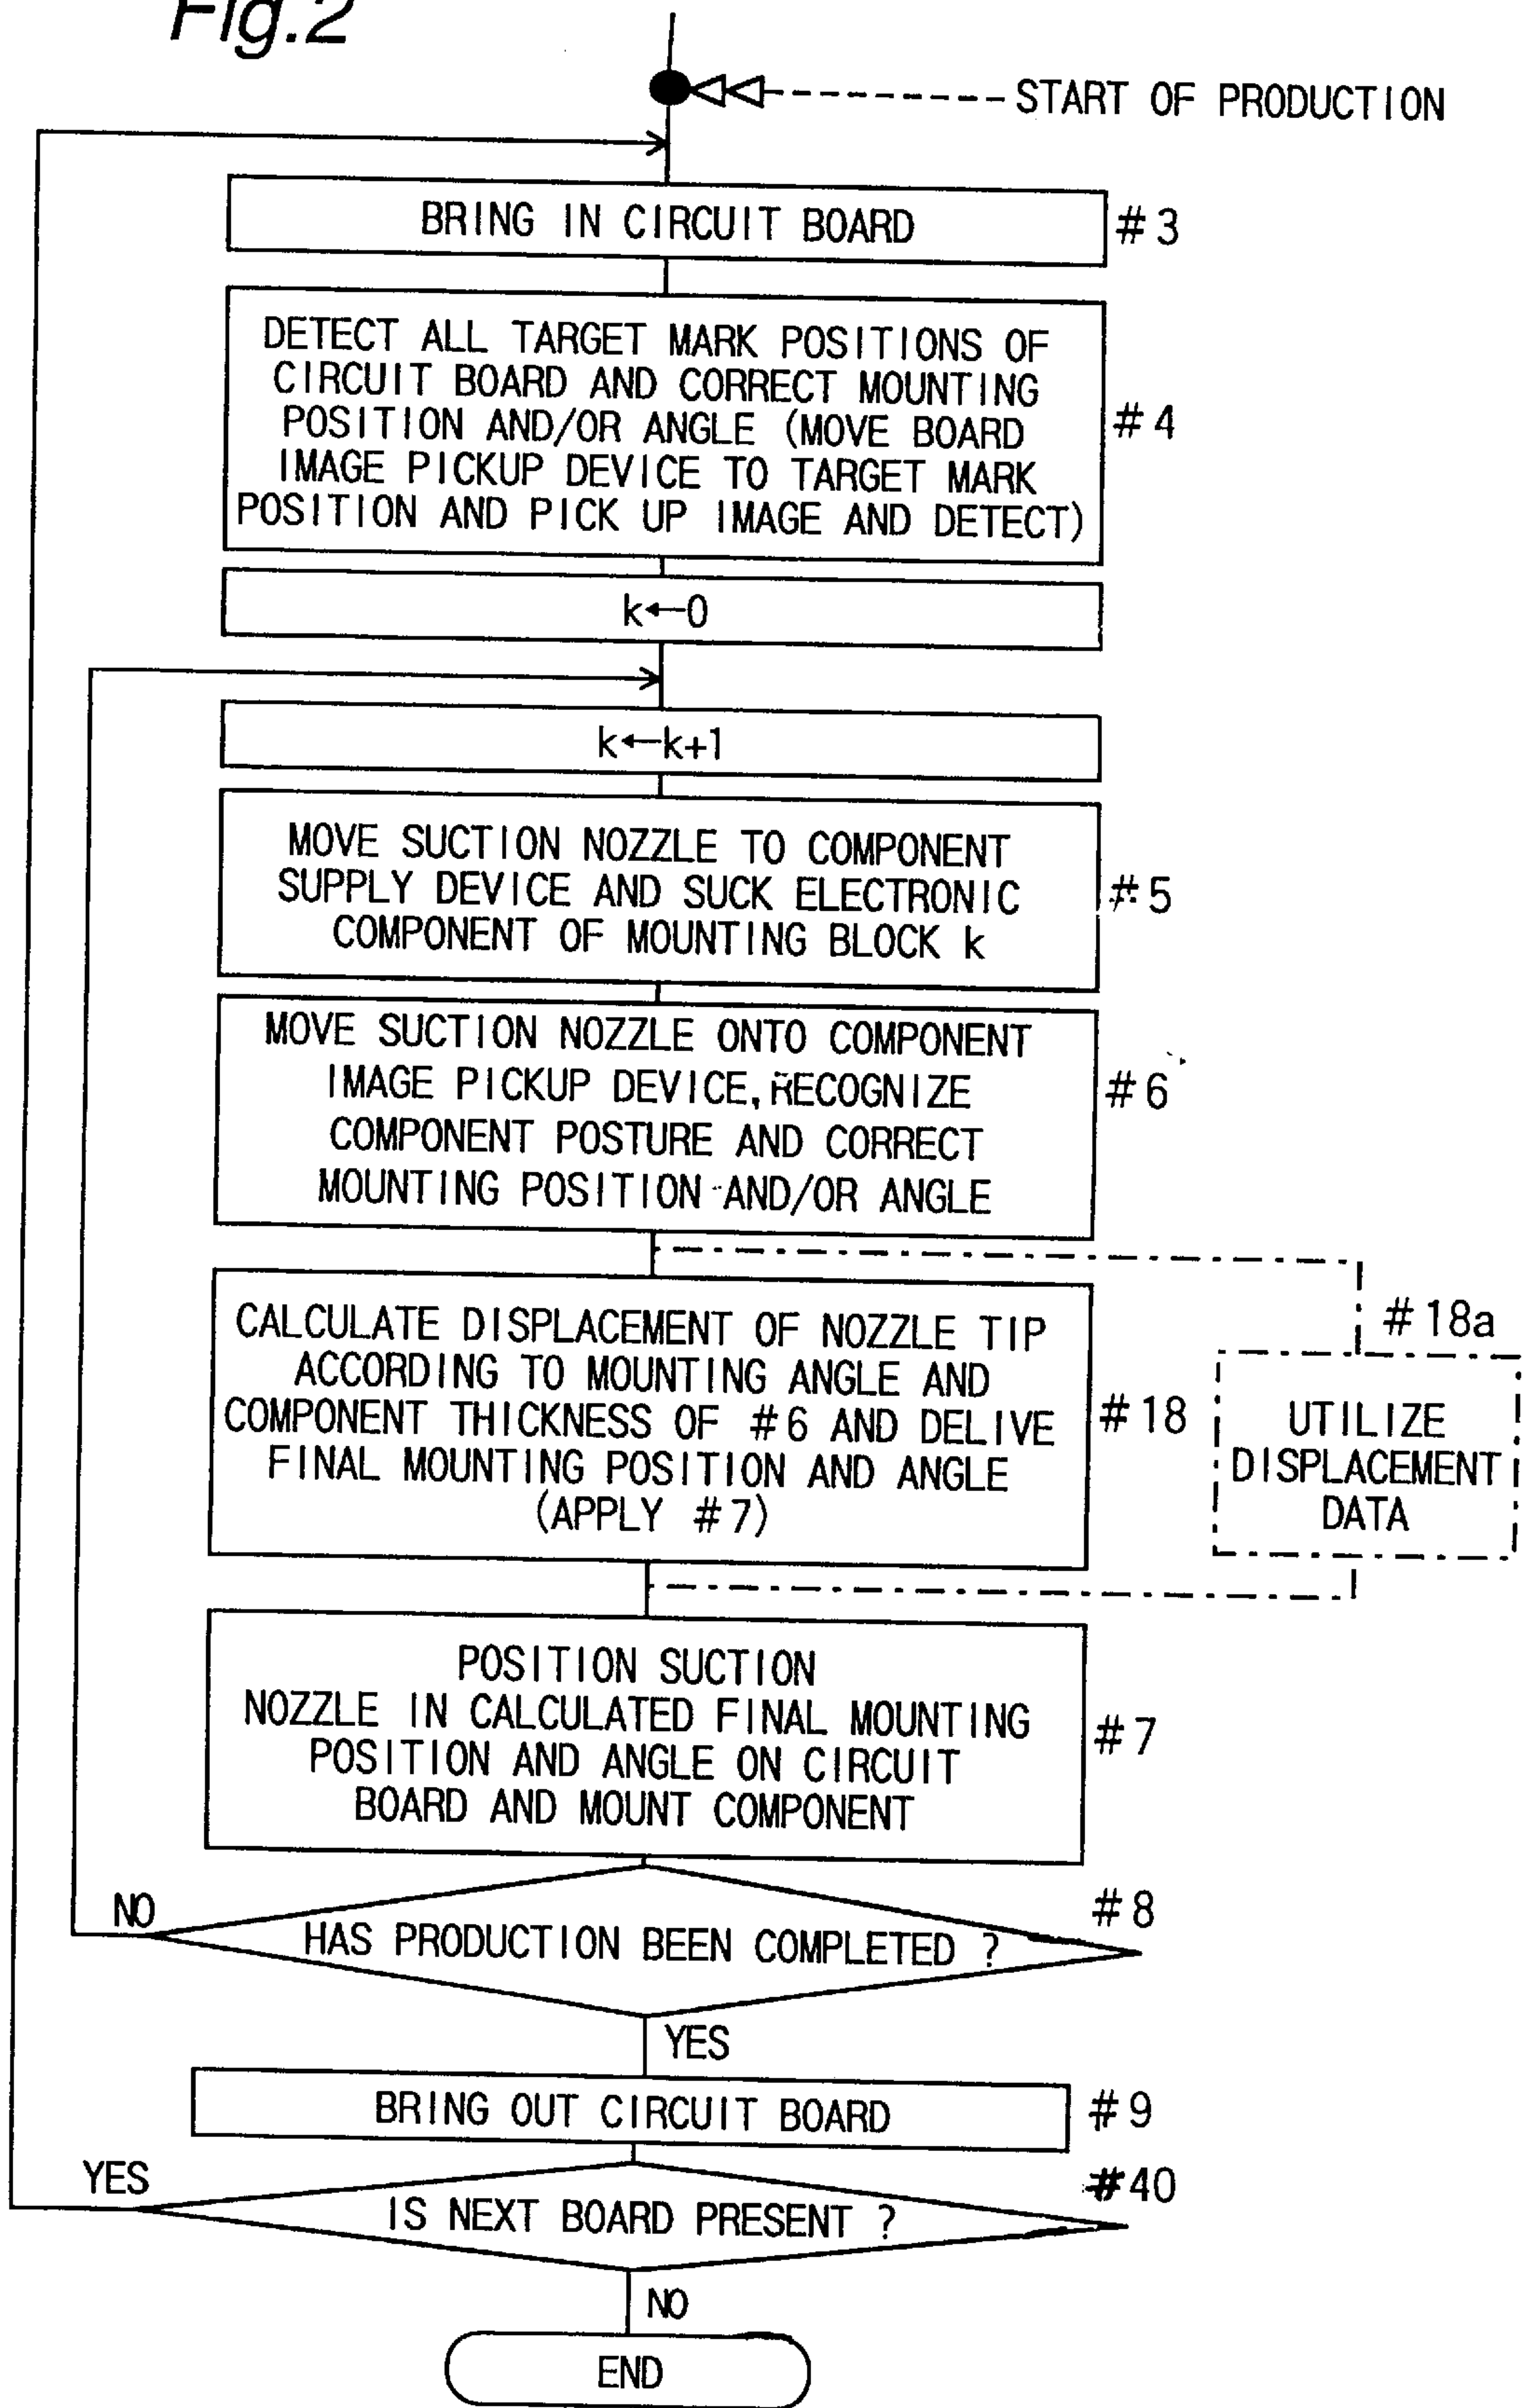 Fig.2
START OF PRODUCTION
BRING IN CIRCUIT BOARD
#3
DETECT ALL TARGET MARK POSITIONS OF
CIRCUIT BOARD AND CORRECT MOUNTING
POSITION AND/OR ANGLE (MOVE BOARD
IMAGE PICKUP DEVICE TO TARGET MARK
POSITION AND PICK UP IMAGE AND DETECT)
#4
k←0
k←k+1
MOVE SUCTION NOZZLE TO COMPONENT
SUPPLY DEVICE AND SUCK ELECTRONIC
COMPONENT OF MOUNTING BLOCK k
#5
MOVE SUCTION NOZZLE ONTO COMPONENT
IMAGE PICKUP DEVICE, RECOGNIZE
COMPONENT POSTURE AND CORRECT
MOUNTING POSITION AND/OR ANGLE
#6
CALCULATE DISPLACEMENT OF NOZZLE TIP
ACCORDING TO MOUNTING ANGLE AND
COMPONENT THICKNESS OF #6 AND DELIVE
FINAL MOUNTING POSITION AND ANGLE
(APPLY #7)
#18
#18a
UTILIZE
DISPLACEMENT
DATA
POSITION SUCTION
NOZZLE IN CALCULATED FINAL MOUNTING
POSITION AND ANGLE ON CIRCUIT
BOARD AND MOUNT COMPONENT
#7
NO
HAS PRODUCTION BEEN COMPLETED ?
#8
YES
BRING OUT CIRCUIT BOARD
#9
YES
IS NEXT BOARD PRESENT ?
#40
NO
END